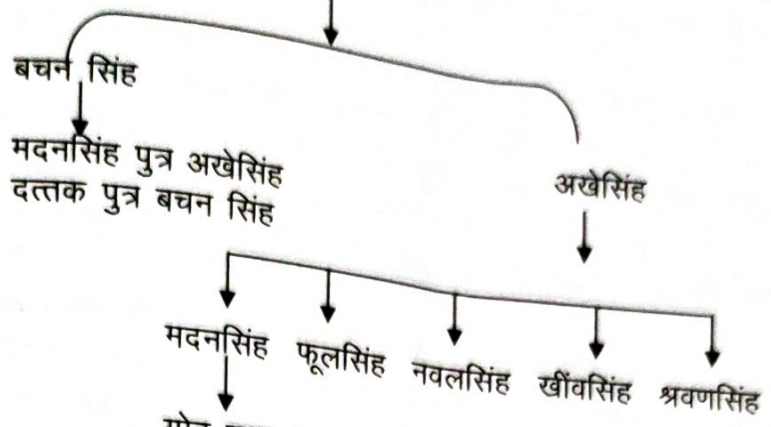 बचन सिंह
मदनसिंह पुत्र अखेसिंह
दत्तक पुत्र बचन सिंह
अखेसिंह
मदनसिंह फूलसिंह नवलसिंह खींवसिंह श्रवणसिंह